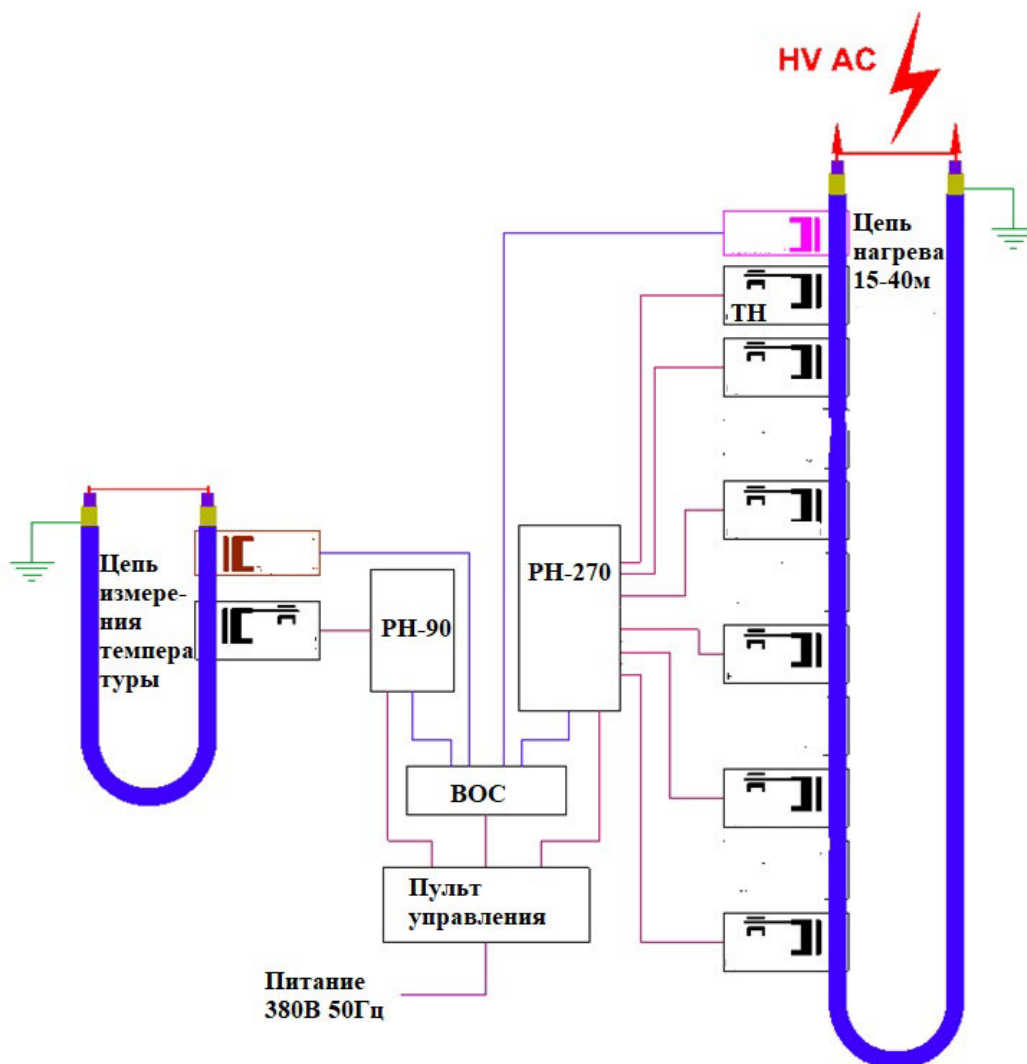 HV AC
Цепь
нагрева
15-40м
ТН
Цепь
измере-
ния
темпера
туры
РН-90
РН-270
ВОС
Пульт
управления
Питание
380В 50Гц